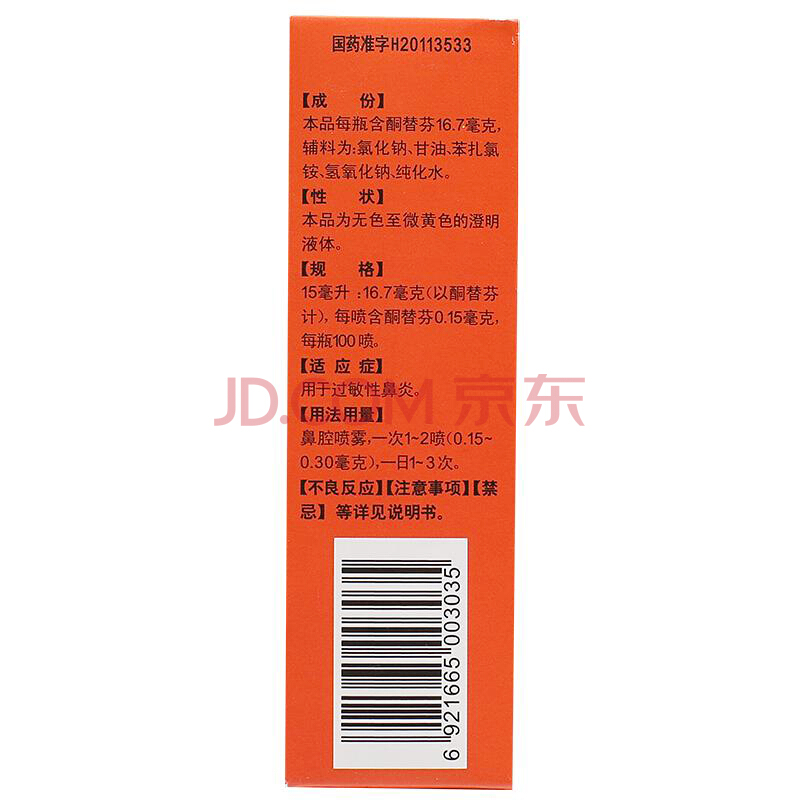 国药准字H20113533
【成　份】
本品每瓶含酮替芬16.7毫克,
辅料为:氯化钠、甘油、苯扎氯
铵、氢氧化钠、纯化水。
【性　状】
本品为无色至微黄色的澄明
液体。
【规　格】
15毫升:16.7毫克(以酮替芬
计),每喷含酮替芬0.15毫克,
每瓶100喷。
【适应症】
用于过敏性鼻炎。
JD.COM 京东
【用法用量】
鼻腔喷雾,一次1~2喷(0.15~
0.30毫克),一日1~3次。
【不良反应】【注意事项】【禁
忌】等详见说明书。
6 921665 003035